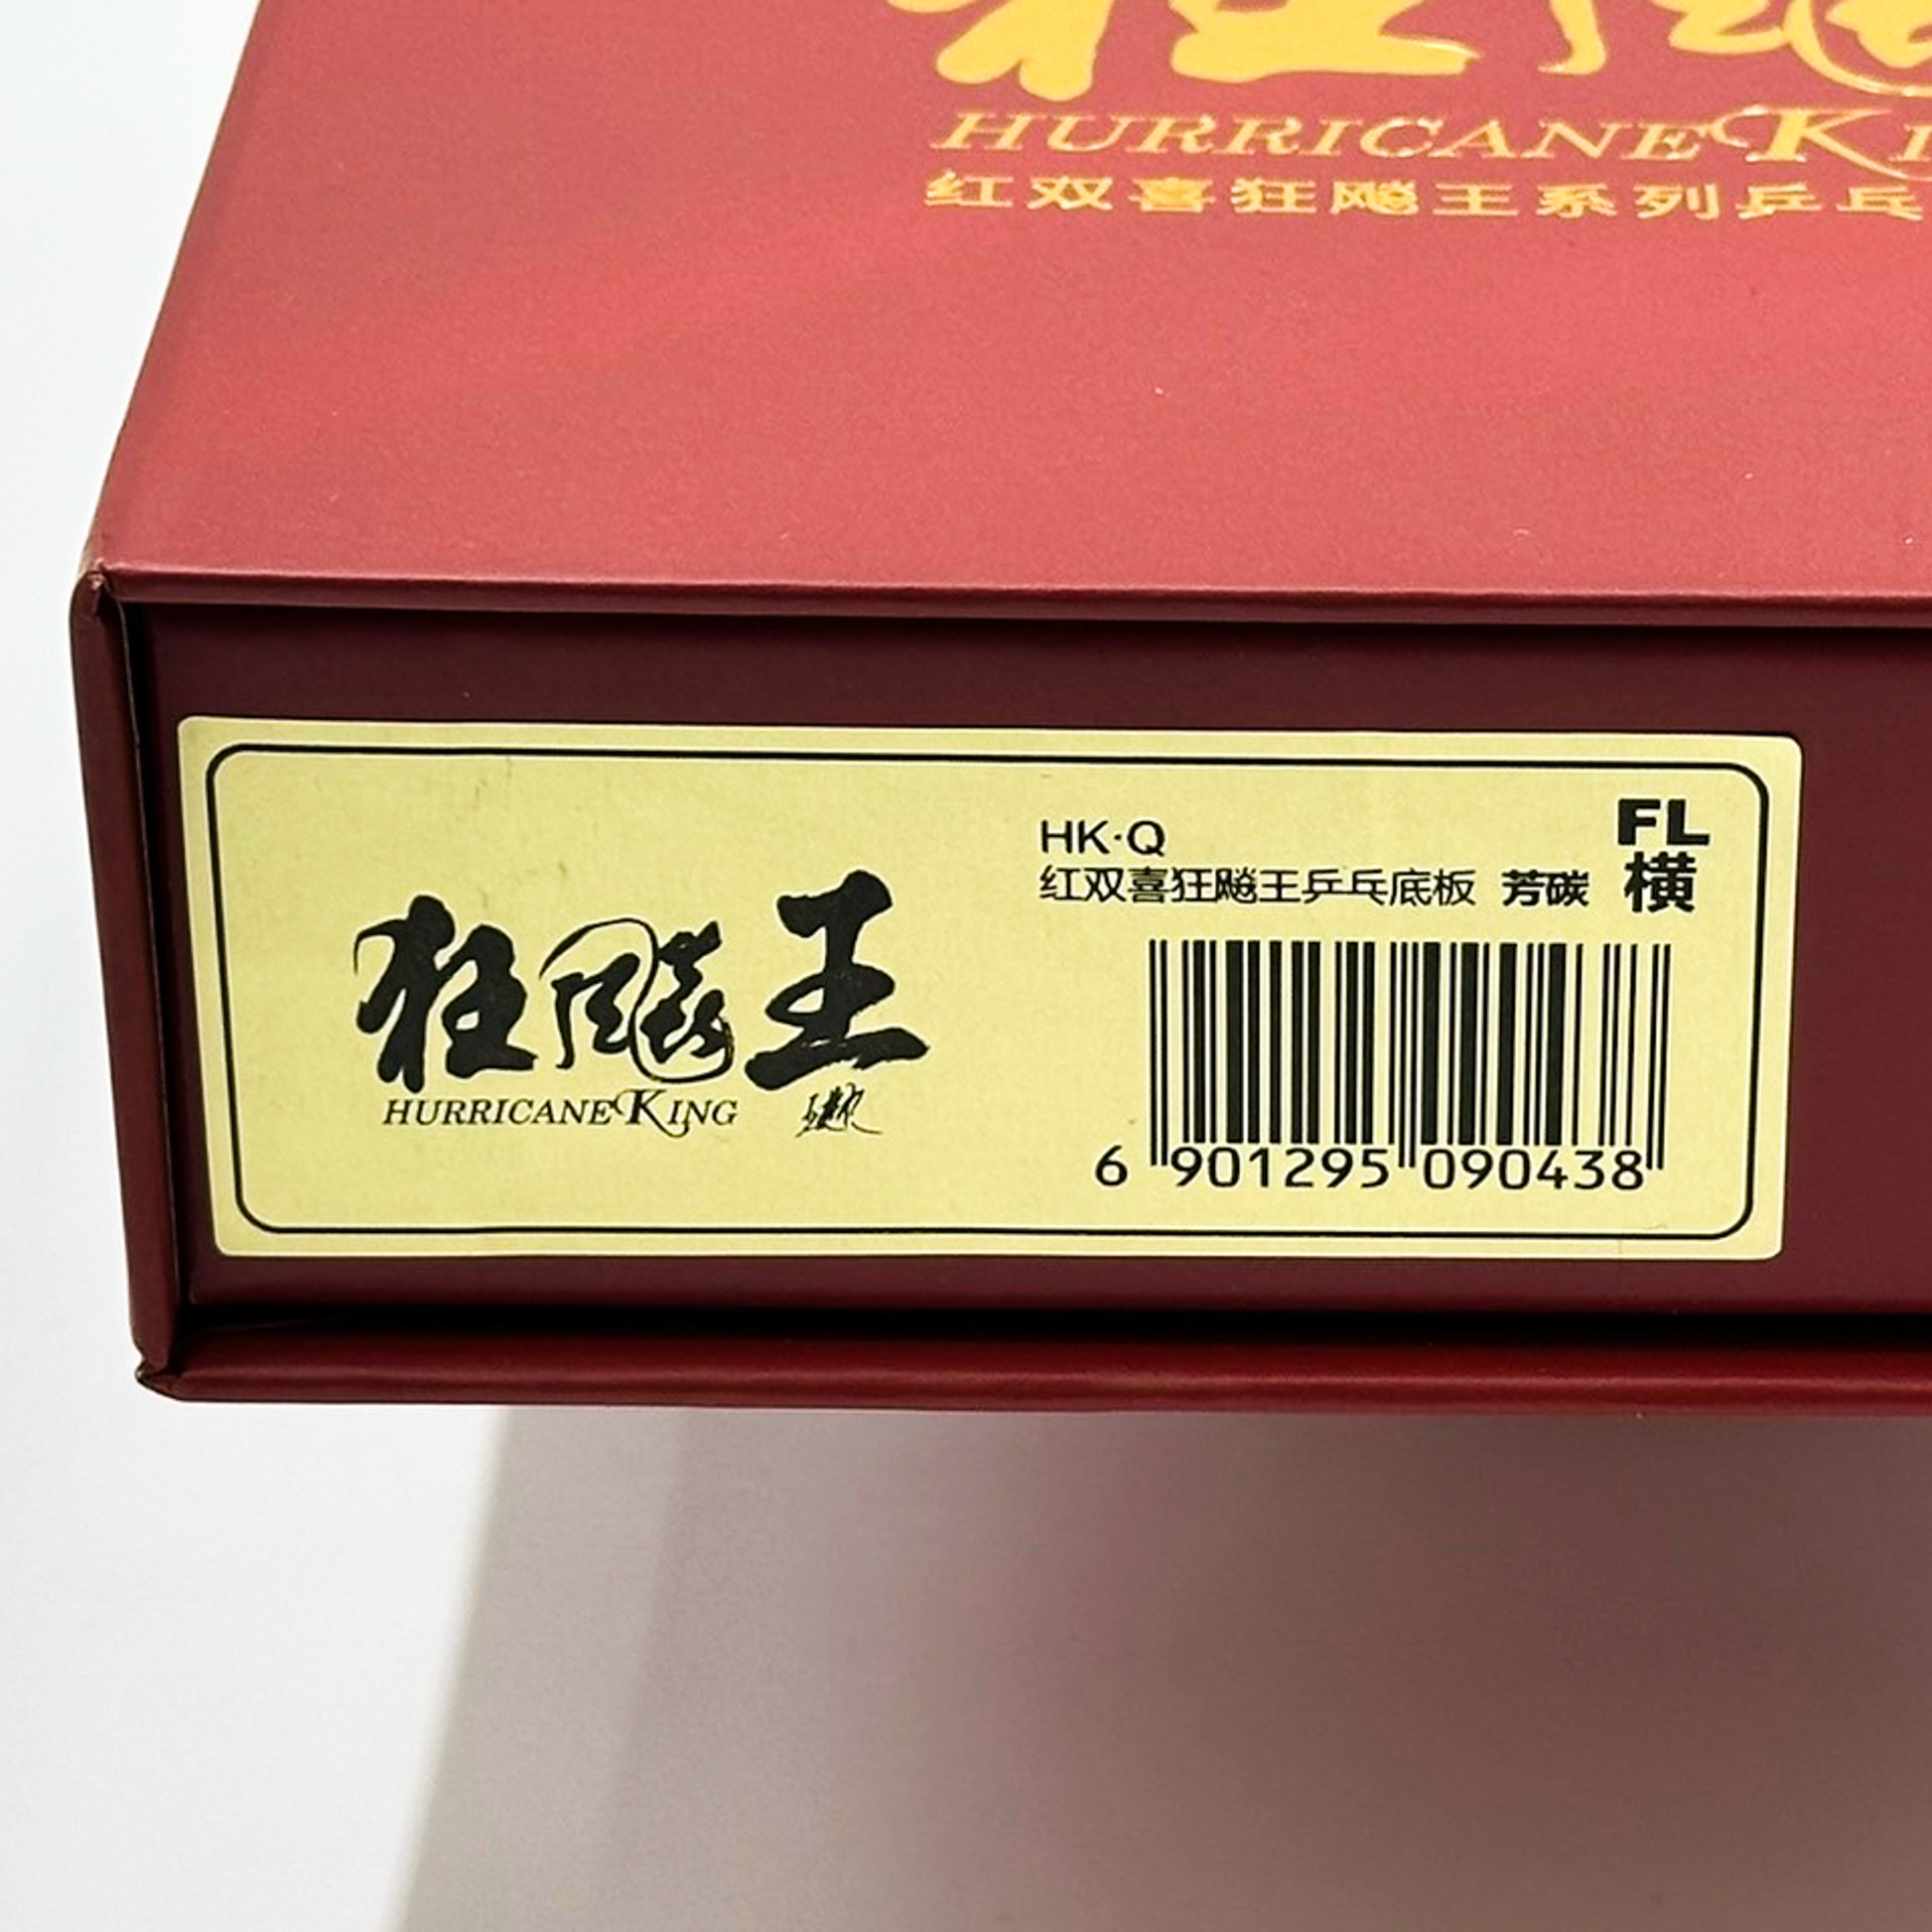 HURRICANE K
红双喜狂飚王系列乒乓
狂飚王
HURRICANE KING
HK·Q
红双喜狂飚王乒乓底板 芳碳
FL
横
6 901295 090438